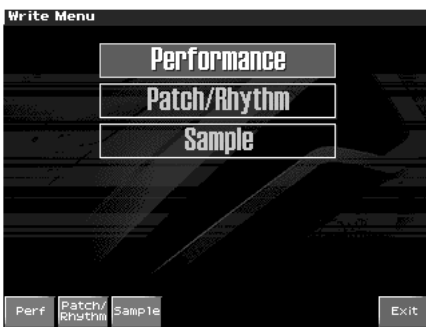 Write Menu
Performance
Patch/Rhythm
Sample
Perf
Patch/
Rhythm
Sample
Exit